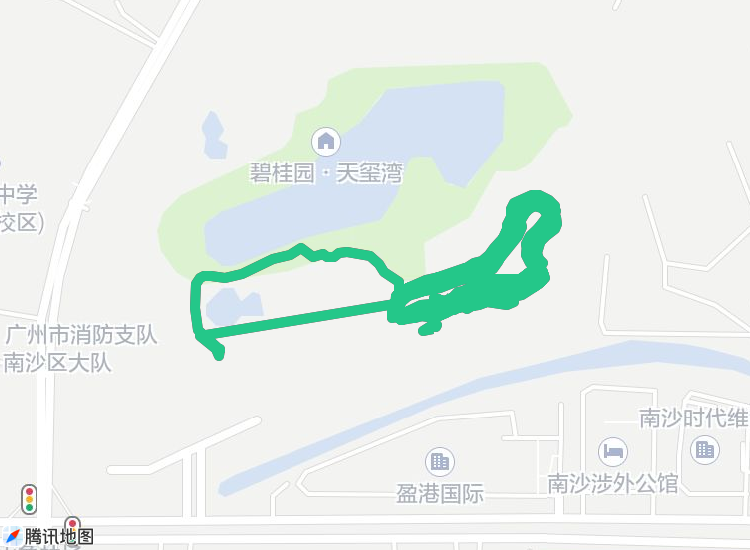 碧桂园·天玺湾
中学
校区)
广州市消防支队
南沙区大队
南沙时代维
南沙涉外公馆
盈港国际
腾讯地图